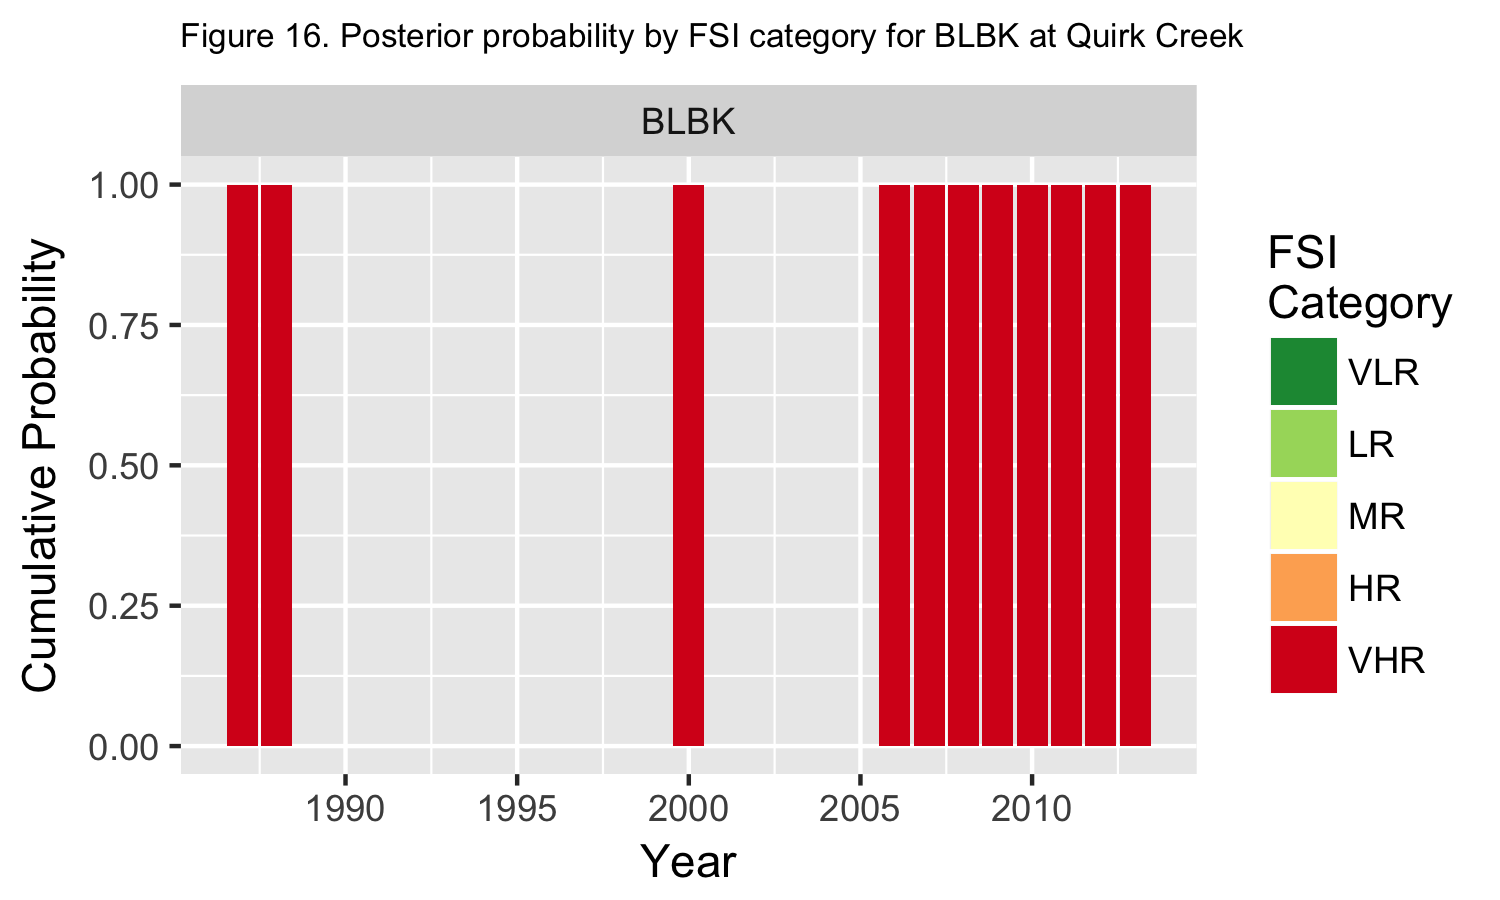 Figure 16. Posterior probability by FSI category for BLBK at Quirk Creek
BLBK
1.00
0.75
0.50
0.25
0.00
Cumulative Probability
1990 1995 2000 2005 2010
Year
FSI
Category
VLR
LR
MR
HR
VHR